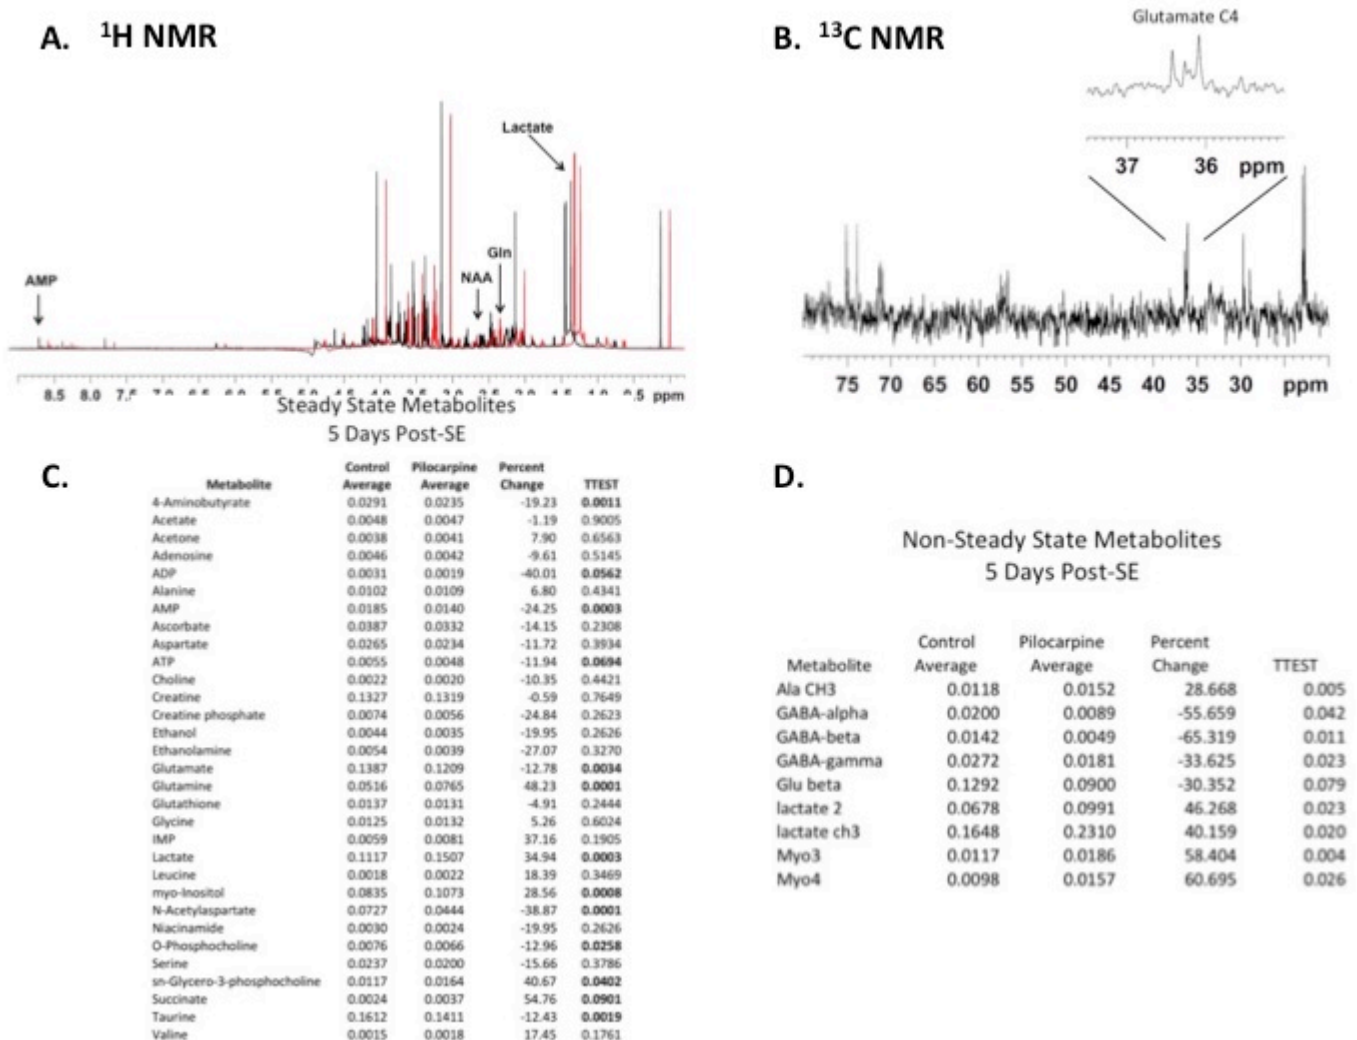 A. ¹H NMR
Lactate
Gln
NAA
AMP
8.5 8.0 ppm
B. ¹³C NMR
Glutamate C4
37 36 ppm
75 70 65 60 55 50 45 40 35 30 ppm
C.
Steady State Metabolites
5 Days Post-SE
Control Pilocarpine Percent
Metabolite Average Average Change TTEST
4-Aminobutyrate 0.0291 0.0235 -19.23 0.0011
Acetate 0.0048 0.0047 -1.19 0.9005
Acetone 0.0038 0.0041 7.90 0.6563
Adenosine 0.0046 0.0042 -9.61 0.5145
ADP 0.0031 0.0019 -40.01 0.0562
Alanine 0.0102 0.0109 6.80 0.4341
AMP 0.0185 0.0140 -24.25 0.0003
Ascorbate 0.0387 0.0332 -14.15 0.2308
Aspartate 0.0265 0.0234 -11.72 0.3934
ATP 0.0055 0.0048 -11.94 0.0694
Choline 0.0022 0.0020 -10.35 0.4421
Creatine 0.1327 0.1319 -0.59 0.7649
Creatine phosphate 0.0074 0.0056 -24.84 0.2623
Ethanol 0.0044 0.0035 -19.95 0.2626
Ethanolamine 0.0054 0.0039 -27.07 0.3270
Glutamate 0.1387 0.1209 -12.78 0.0034
Glutamine 0.0516 0.0765 48.23 0.0001
Glutathione 0.0137 0.0131 -4.91 0.2444
Glycine 0.0125 0.0132 5.26 0.6024
IMP 0.0059 0.0081 37.16 0.1905
Lactate 0.1117 0.1507 34.94 0.0003
Leucine 0.0018 0.0022 18.39 0.3469
myo-Inositol 0.0835 0.1073 28.56 0.0008
N-Acetylaspartate 0.0727 0.0444 -38.87 0.0001
Niacinamide 0.0030 0.0024 -19.95 0.2626
O-Phosphocholine 0.0076 0.0066 -12.96 0.0258
Serine 0.0237 0.0200 -15.66 0.3786
sn-Glycero-3-phosphocholine 0.0117 0.0164 40.67 0.0402
Succinate 0.0024 0.0037 54.76 0.0901
Taurine 0.1612 0.1411 -12.43 0.0019
Valine 0.0015 0.0018 17.45 0.1761
D.
Non-Steady State Metabolites
5 Days Post-SE
Control Pilocarpine Percent
Metabolite Average Average Change TTEST
Ala CH3 0.0118 0.0152 28.668 0.005
GABA-alpha 0.0200 0.0089 -55.659 0.042
GABA-beta 0.0142 0.0049 -65.319 0.011
GABA-gamma 0.0272 0.0181 -33.625 0.023
Glu beta 0.1292 0.0900 -30.352 0.079
lactate 2 0.0678 0.0991 46.268 0.023
lactate ch3 0.1648 0.2310 40.159 0.020
Myo3 0.0117 0.0186 58.404 0.004
Myo4 0.0098 0.0157 60.695 0.026